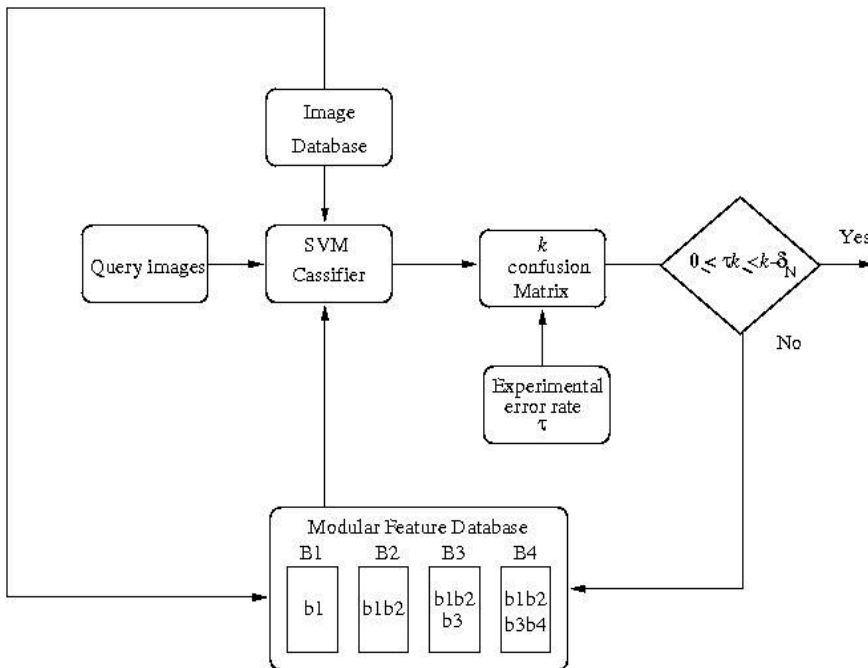 Image
Database
SVM
Cassifier
Query images
k
confusion
Matrix
0 ≤ τk ≤ k-δN
Yes
No
Experimental
error rate
τ
Modular Feature Database
B1 B2 B3 B4
b1 b1b2 b1b2 b1b2
b3 b3b4